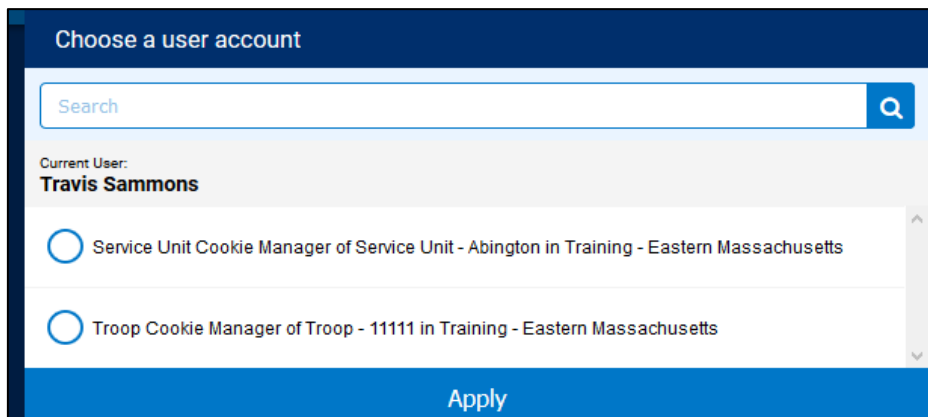 Choose a user account
Search
Current User:
Travis Sammons
Service Unit Cookie Manager of Service Unit - Abington in Training - Eastern Massachusetts
Troop Cookie Manager of Troop - 11111 in Training - Eastern Massachusetts
Apply